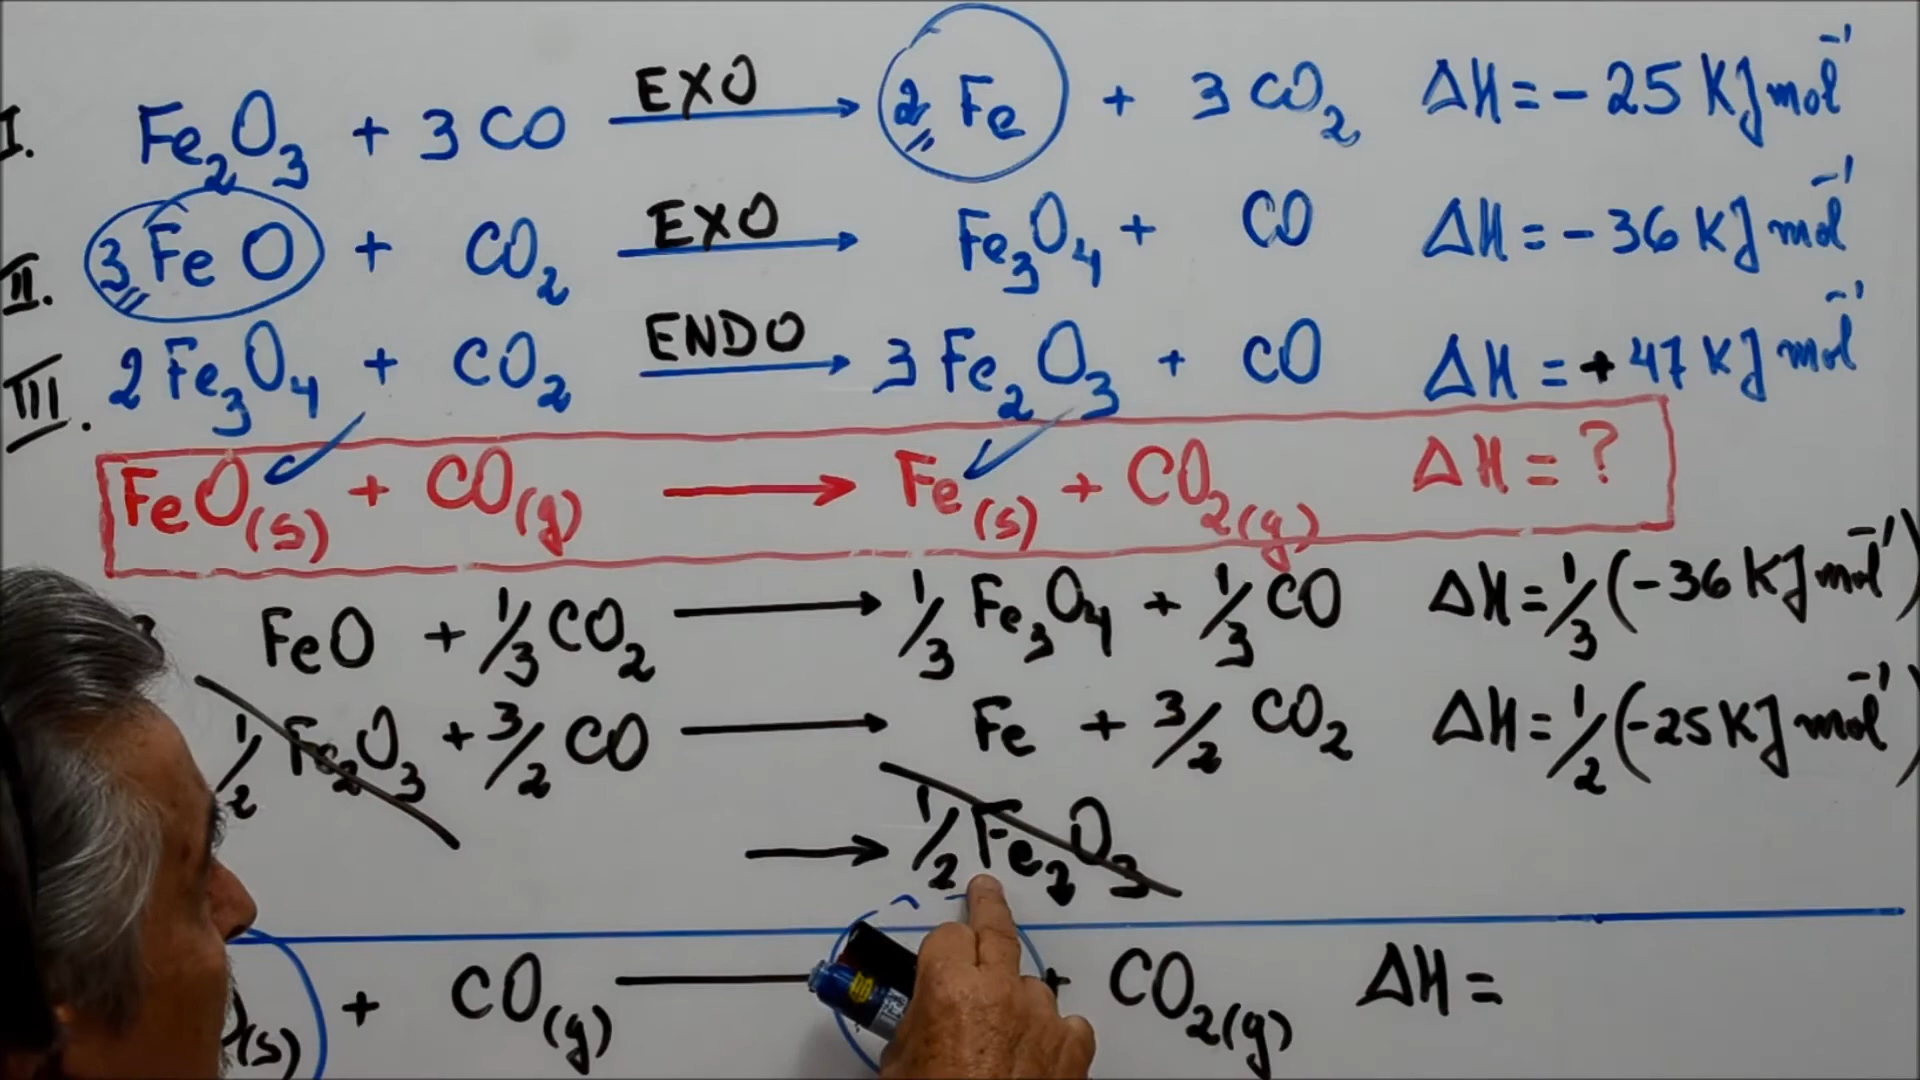 I. Fe₂O₃ + 3 CO EXO → 2 Fe + 3 CO₂ ΔH = - 25 KJ mol⁻¹
II. 3 Fe O + CO₂ EXO → Fe₃O₄ + CO ΔH = - 36 KJ mol⁻¹
III. 2 Fe₃O₄ + CO₂ ENDO → 3 Fe₂O₃ + CO ΔH = + 47 KJ mol⁻¹
FeO(s) + CO(g) → Fe(s) + CO₂(g) ΔH = ?
FeO + 1/3 CO₂ → 1/3 Fe₃O₄ + 1/3 CO ΔH = 1/3 (-36 KJ mol⁻¹)
1/2 Fe₂O₃ + 3/2 CO → Fe + 3/2 CO₂ ΔH = 1/2 (-25 KJ mol⁻¹)
→ 1/2 Fe₂O₃
(s) + CO(g) + CO₂(g) ΔH =